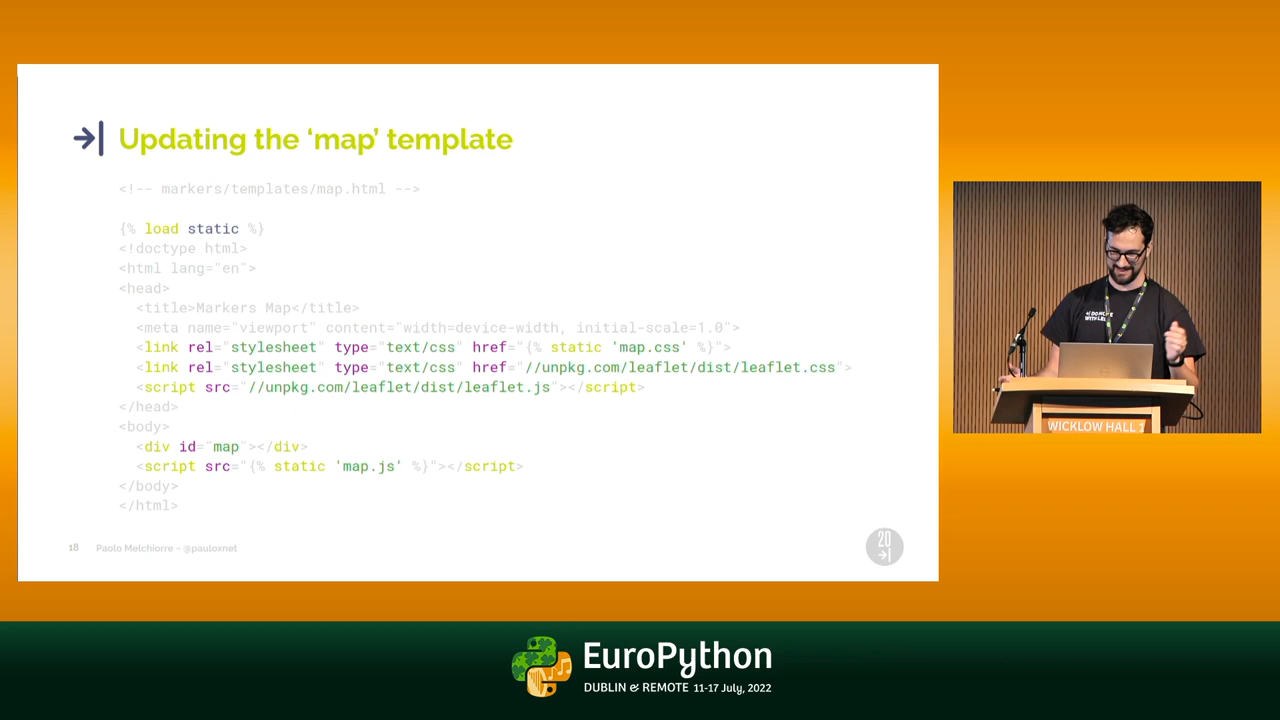 Updating the ‘map’ template
<!-- markers/templates/map.html -->
{% load static %}
<!doctype html>
<html lang="en">
<head>
<title>Markers Map</title>
<meta name="viewport" content="width=device-width, initial-scale=1.0">
<link rel="stylesheet" type="text/css" href="{% static 'map.css' %}">
<link rel="stylesheet" type="text/css" href="//unpkg.com/leaflet/dist/leaflet.css">
<script src="//unpkg.com/leaflet/dist/leaflet.js"></script>
</head>
<body>
<div id="map"></div>
<script src="{% static 'map.js' %}"></script>
</body>
</html>
18 Paolo Melchiorre – @pauloxnet
20
WICKLOW HALL 1
EuroPython
DUBLIN & REMOTE 11-17 July, 2022